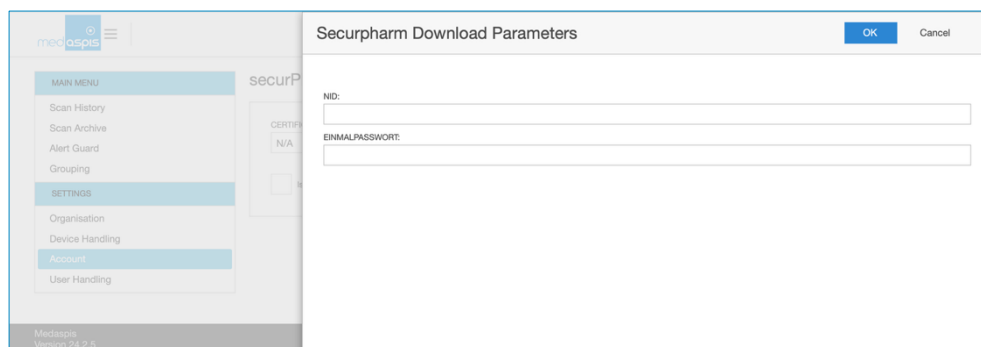 medaspis
MAIN MENU
Scan History
Scan Archive
Alert Guard
Grouping
SETTINGS
Organisation
Device Handling
Account
User Handling
Medaspis
Version 24.2.5
securP
CERTIFI
N/A
Securpharm Download Parameters
OK
Cancel
NID:
EINMALPASSWORT: